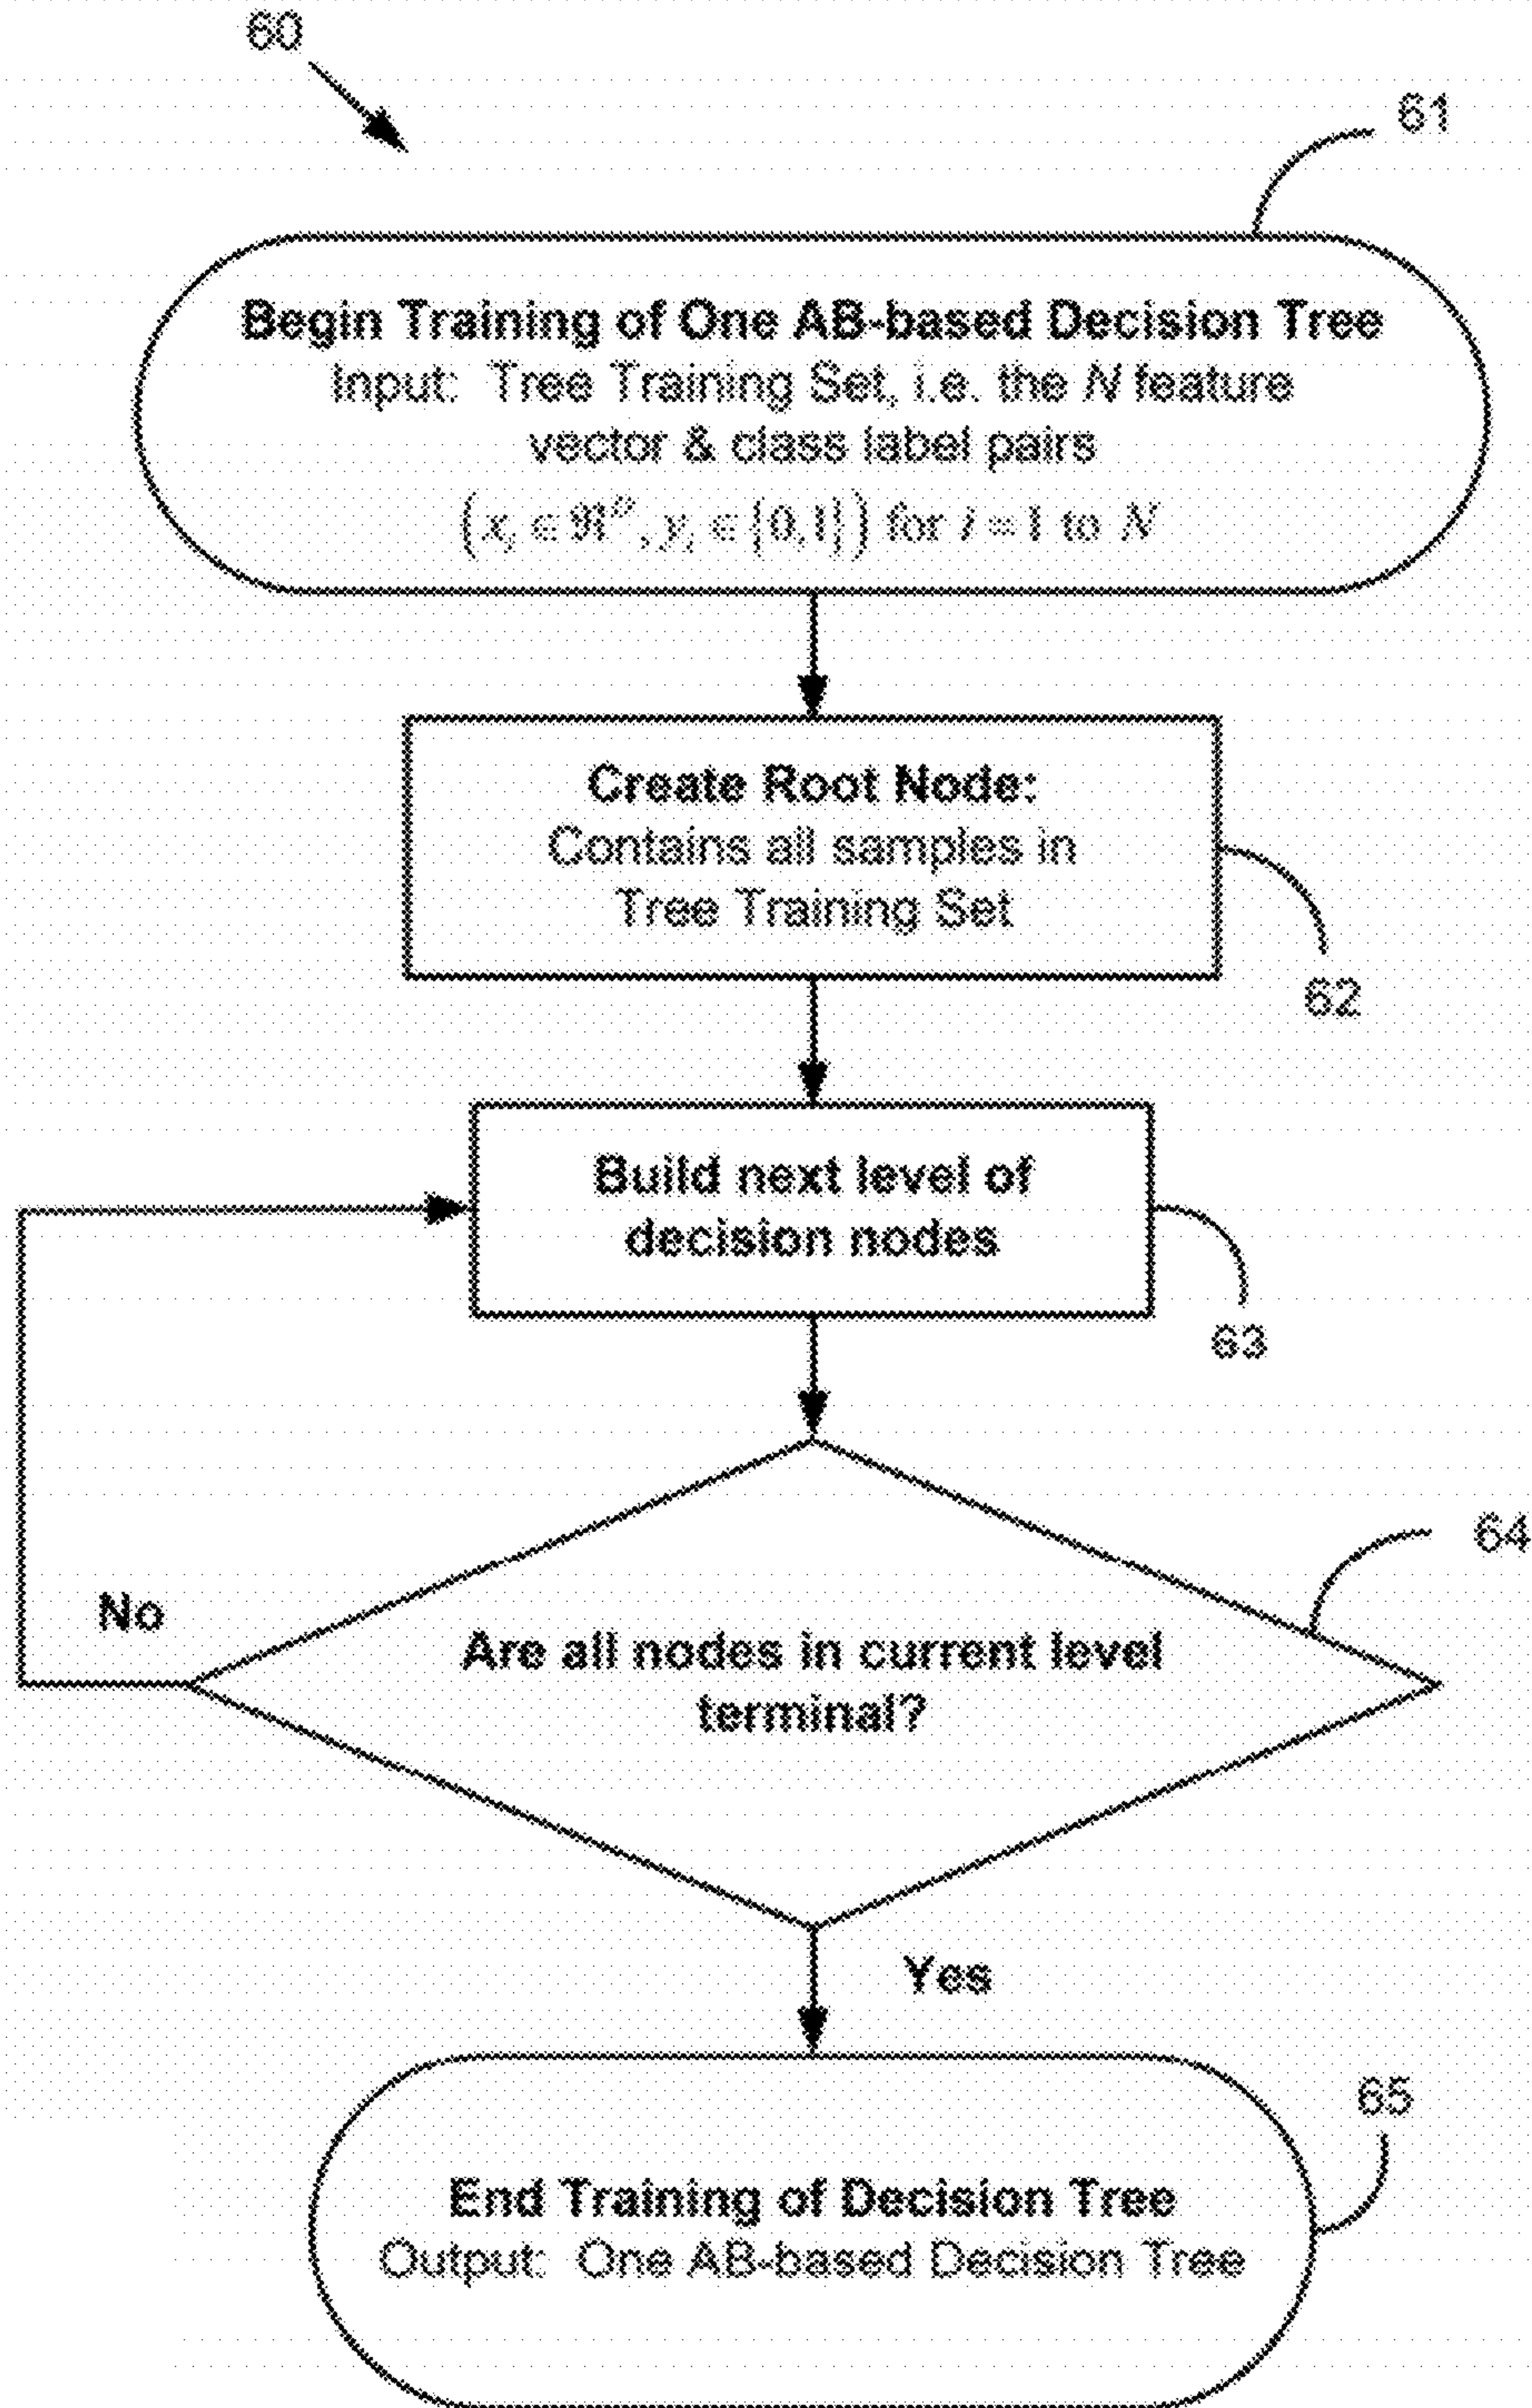 60
61
Begin Training of One AB-based Decision Tree
Input: Tree Training Set, i.e. the N feature
vector & class label pairs
(xᵢ ∈ ℜᴰ, yᵢ ∈ {0,1}) for i = 1 to N
Create Root Node:
Contains all samples in
Tree Training Set
62
Build next level of
decision nodes
63
64
No
Are all nodes in current level
terminal?
Yes
65
End Training of Decision Tree
Output: One AB-based Decision Tree